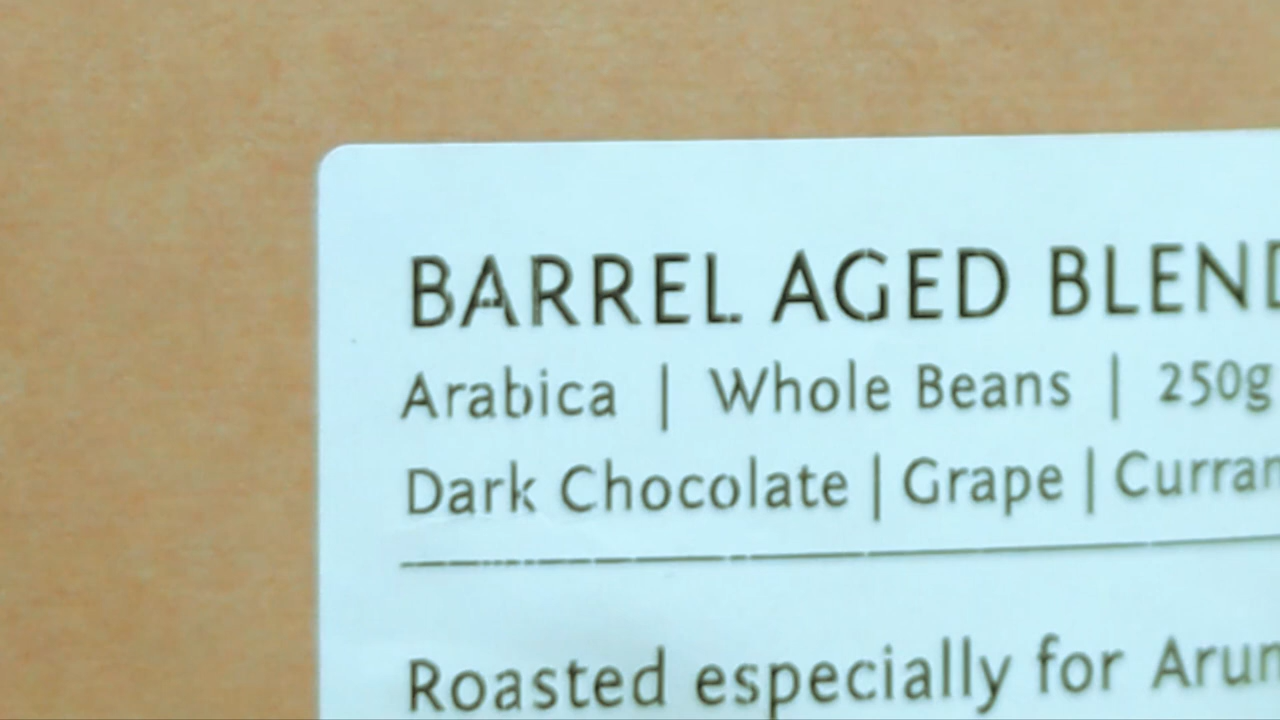 BARREL AGED BLEND
Arabica | Whole Beans | 250g
Dark Chocolate | Grape | Curran
Roasted especially for Arun